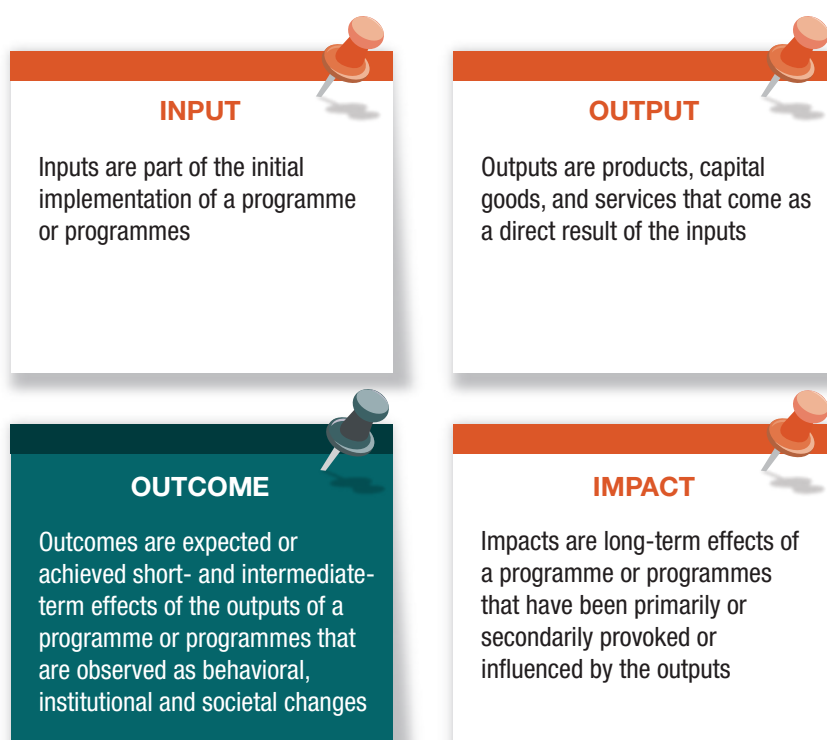 INPUT
Inputs are part of the initial
implementation of a programme
or programmes
OUTPUT
Outputs are products, capital
goods, and services that come as
a direct result of the inputs
OUTCOME
Outcomes are expected or
achieved short- and intermediate-
term effects of the outputs of a
programme or programmes that
are observed as behavioral,
institutional and societal changes
IMPACT
Impacts are long-term effects of
a programme or programmes
that have been primarily or
secondarily provoked or
influenced by the outputs